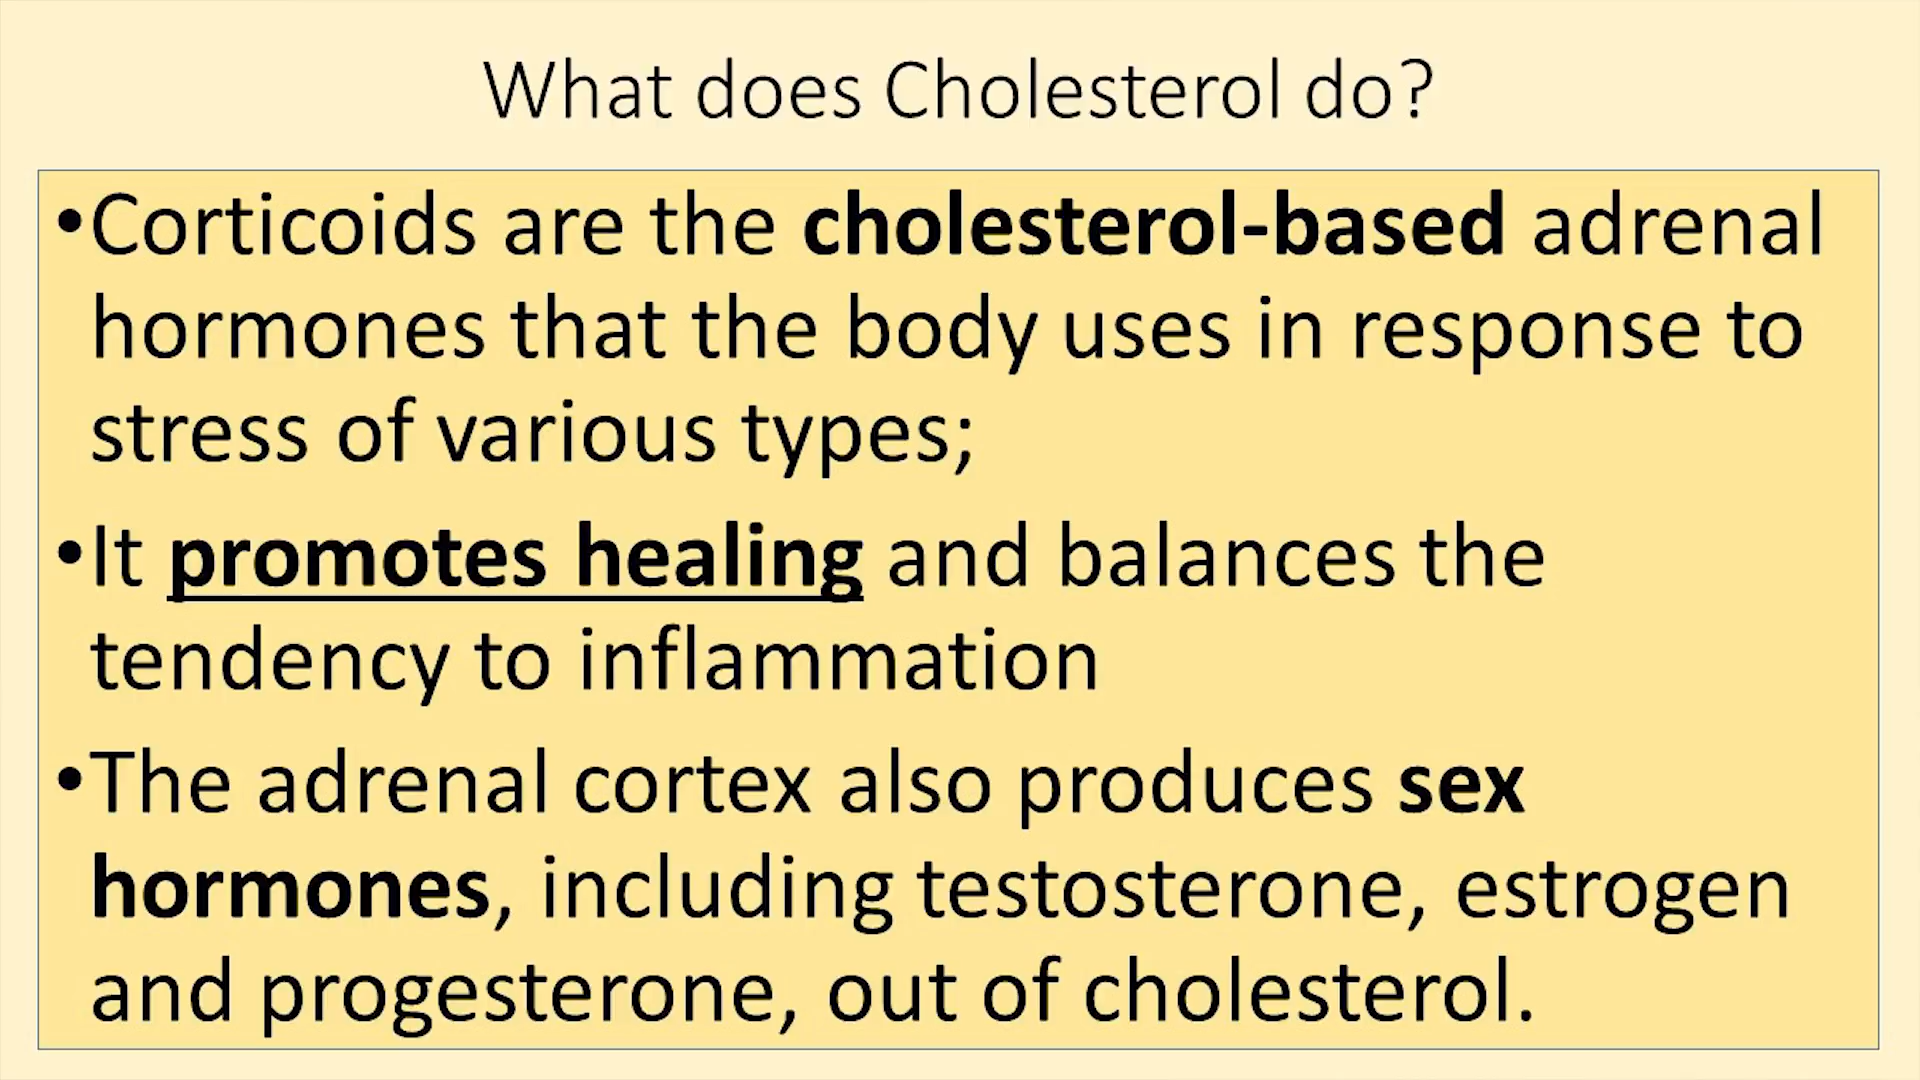 What does Cholesterol do?
•Corticoids are the cholesterol-based adrenal
hormones that the body uses in response to
stress of various types;
•It promotes healing and balances the
tendency to inflammation
•The adrenal cortex also produces sex
hormones, including testosterone, estrogen
and progesterone, out of cholesterol.